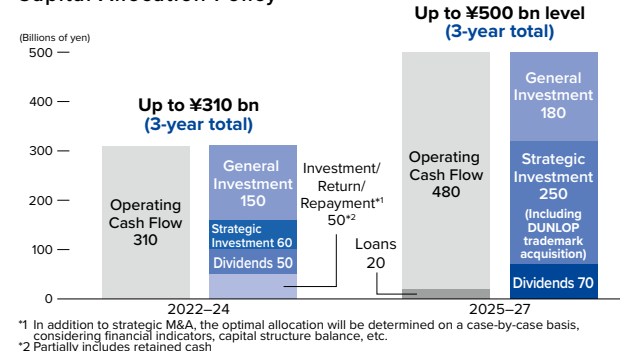 Capital Allocation Policy
Up to ¥500 bn level
(3-year total)
(Billions of yen)
500
400
300
200
100
0
Up to ¥310 bn
(3-year total)
Operating
Cash Flow
310
General
Investment
150
Strategic
Investment 60
Dividends 50
Investment/
Return/
Repayment*1
50*2
Loans
20
Operating
Cash Flow
480
General
Investment
180
Strategic
Investment
250
(Including
DUNLOP
trademark
acquisition)
Dividends 70
2022–24
2025–27
*1 In addition to strategic M&A, the optimal allocation will be determined on a case-by-case basis,
considering financial indicators, capital structure balance, etc.
*2 Partially includes retained cash